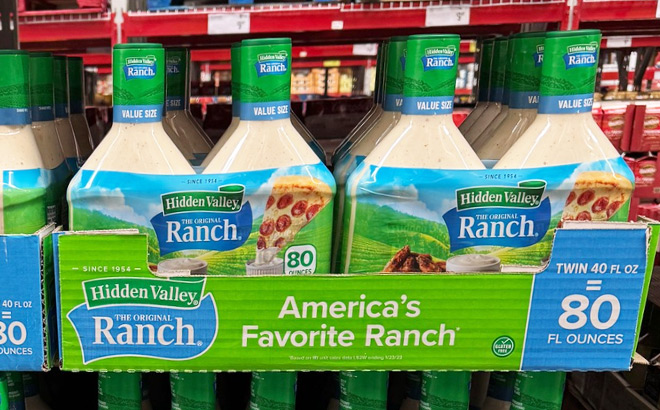 Hidden Valley
Ranch
VALUE SIZE
Hidden Valley
Ranch
VALUE SIZE
Hidden Valley
Ranch
VALUE SIZE
Hidden Valley
Ranch
VALUE SIZE
SINCE 1954
Hidden Valley®
THE ORIGINAL
Ranch®
80
OUNCES
SINCE 1954
Hidden Valley®
THE ORIGINAL
Ranch®
40 FL OZ
80
OUNCES
— SINCE 1954 —
Hidden Valley®
THE ORIGINAL
Ranch®
America's
Favorite Ranch*
GLUTEN FREE
TWIN 40 FL OZ
=
80
FL OUNCES